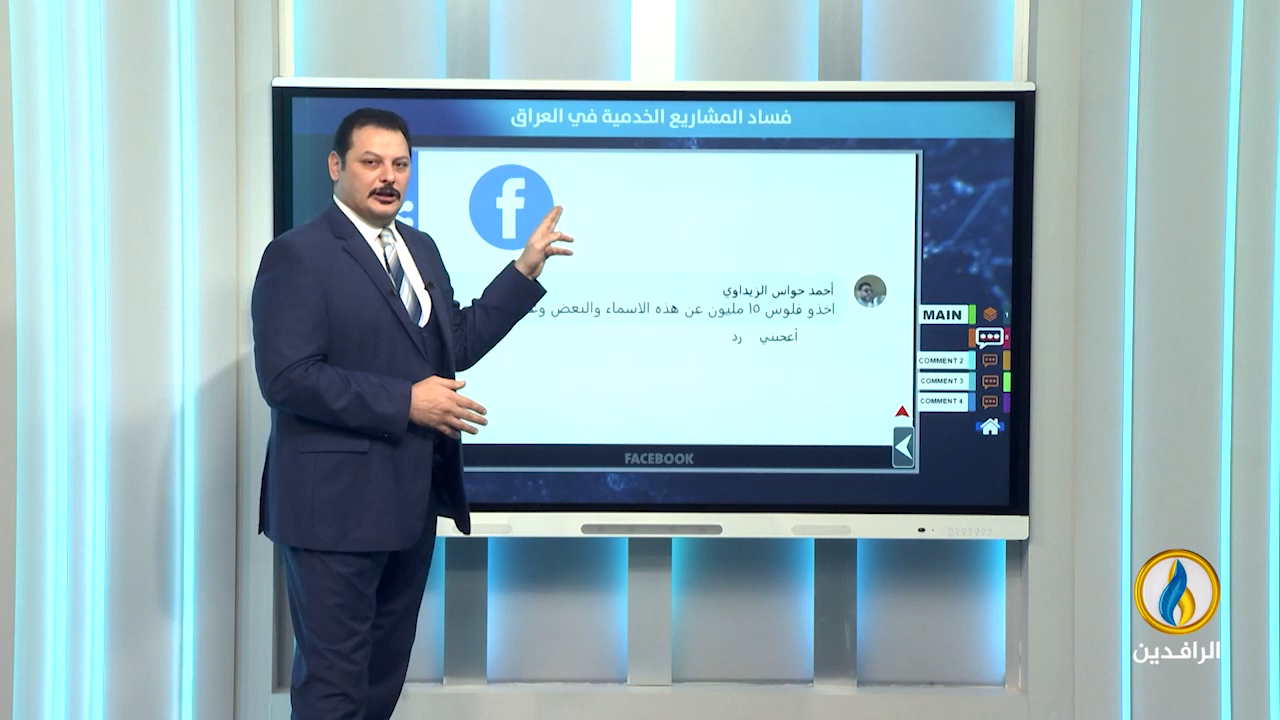 فساد المشاريع الخدمية في العراق
f
أحمد حواس الزيداوي
اخذو فلوس ١٥ مليون عن هذه الاسماء والبعض
أعجبني رد
FACEBOOK
MAIN
1
COMMENT 2
COMMENT 3
COMMENT 4
الرافدين